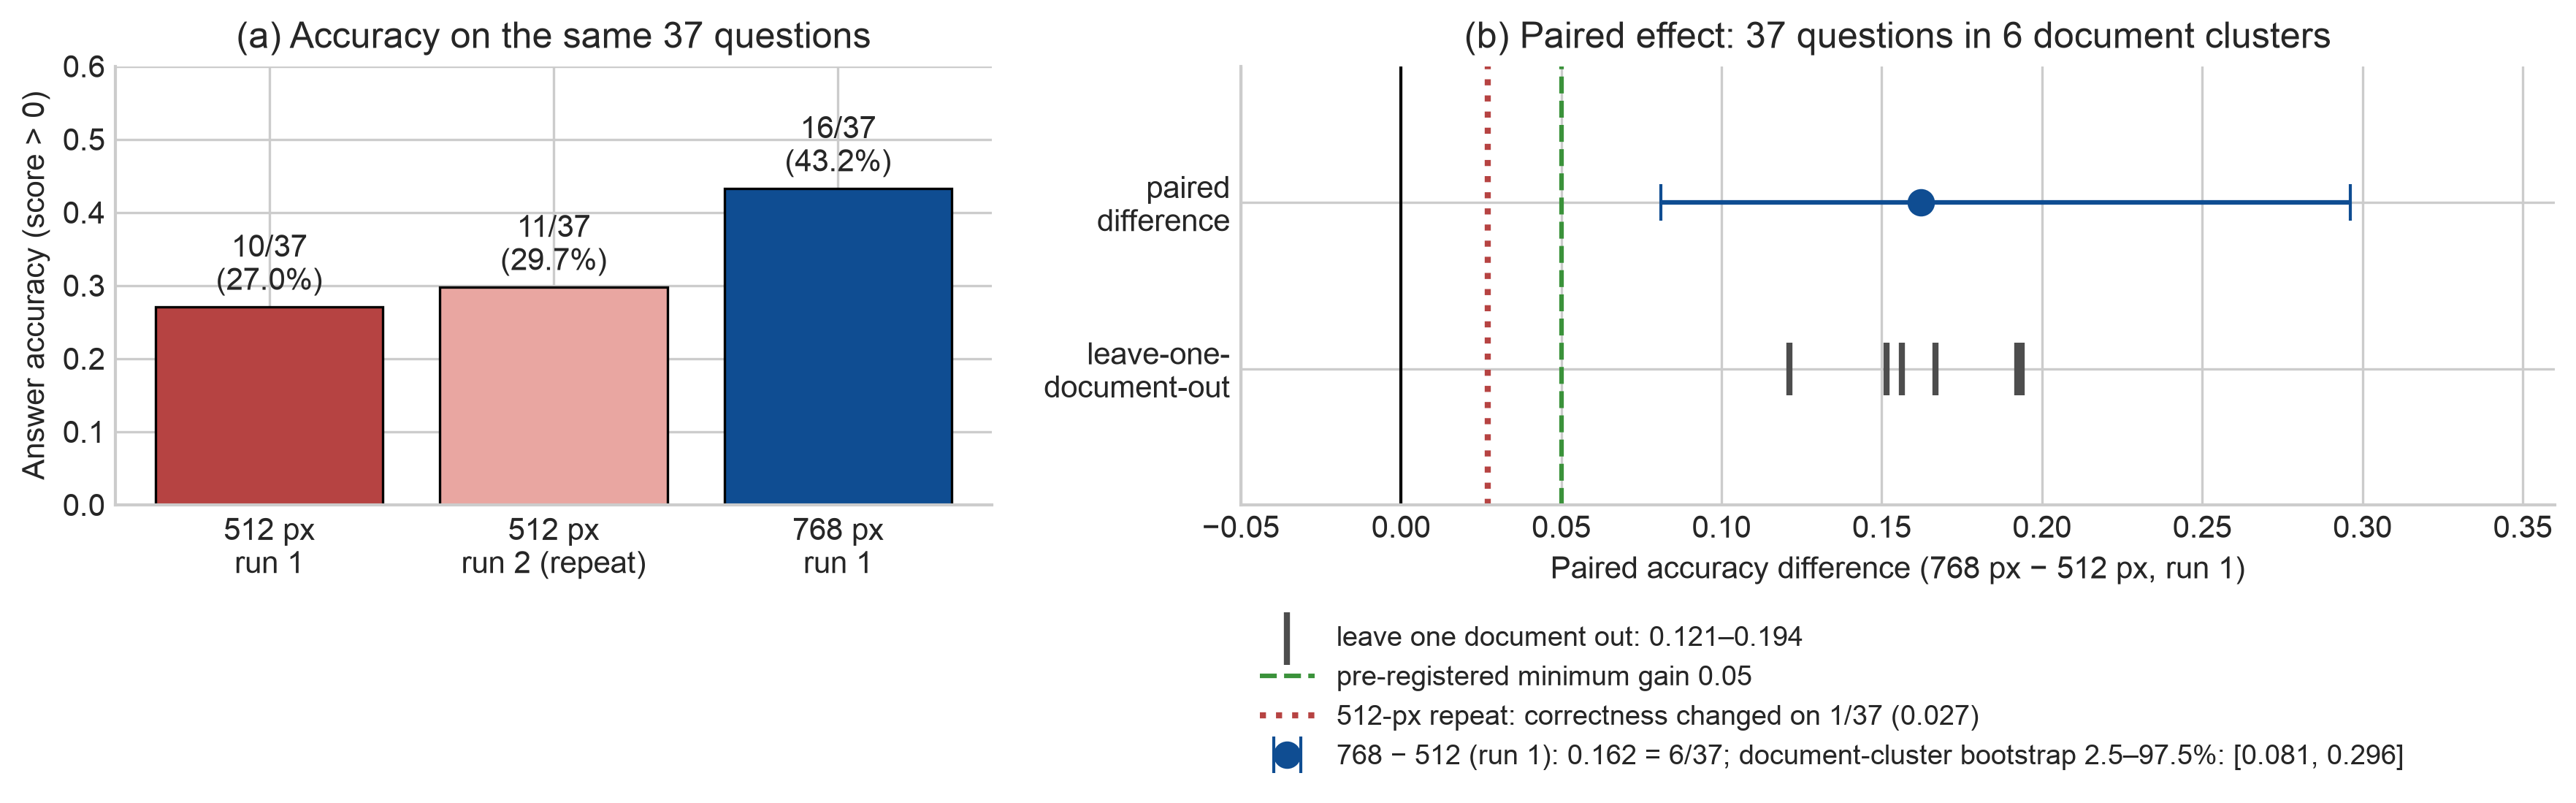 (a) Accuracy on the same 37 questions
Answer accuracy (score > 0)
0.6
0.5
0.4
0.3
0.2
0.1
0.0
10/37
(27.0%)
11/37
(29.7%)
16/37
(43.2%)
512 px
run 1
512 px
run 2 (repeat)
768 px
run 1
(b) Paired effect: 37 questions in 6 document clusters
paired
difference
leave-one-
document-out
−0.05
0.00
0.05
0.10
0.15
0.20
0.25
0.30
0.35
Paired accuracy difference (768 px − 512 px, run 1)
leave one document out: 0.121–0.194
pre-registered minimum gain 0.05
512-px repeat: correctness changed on 1/37 (0.027)
768 − 512 (run 1): 0.162 = 6/37; document-cluster bootstrap 2.5–97.5%: [0.081, 0.296]